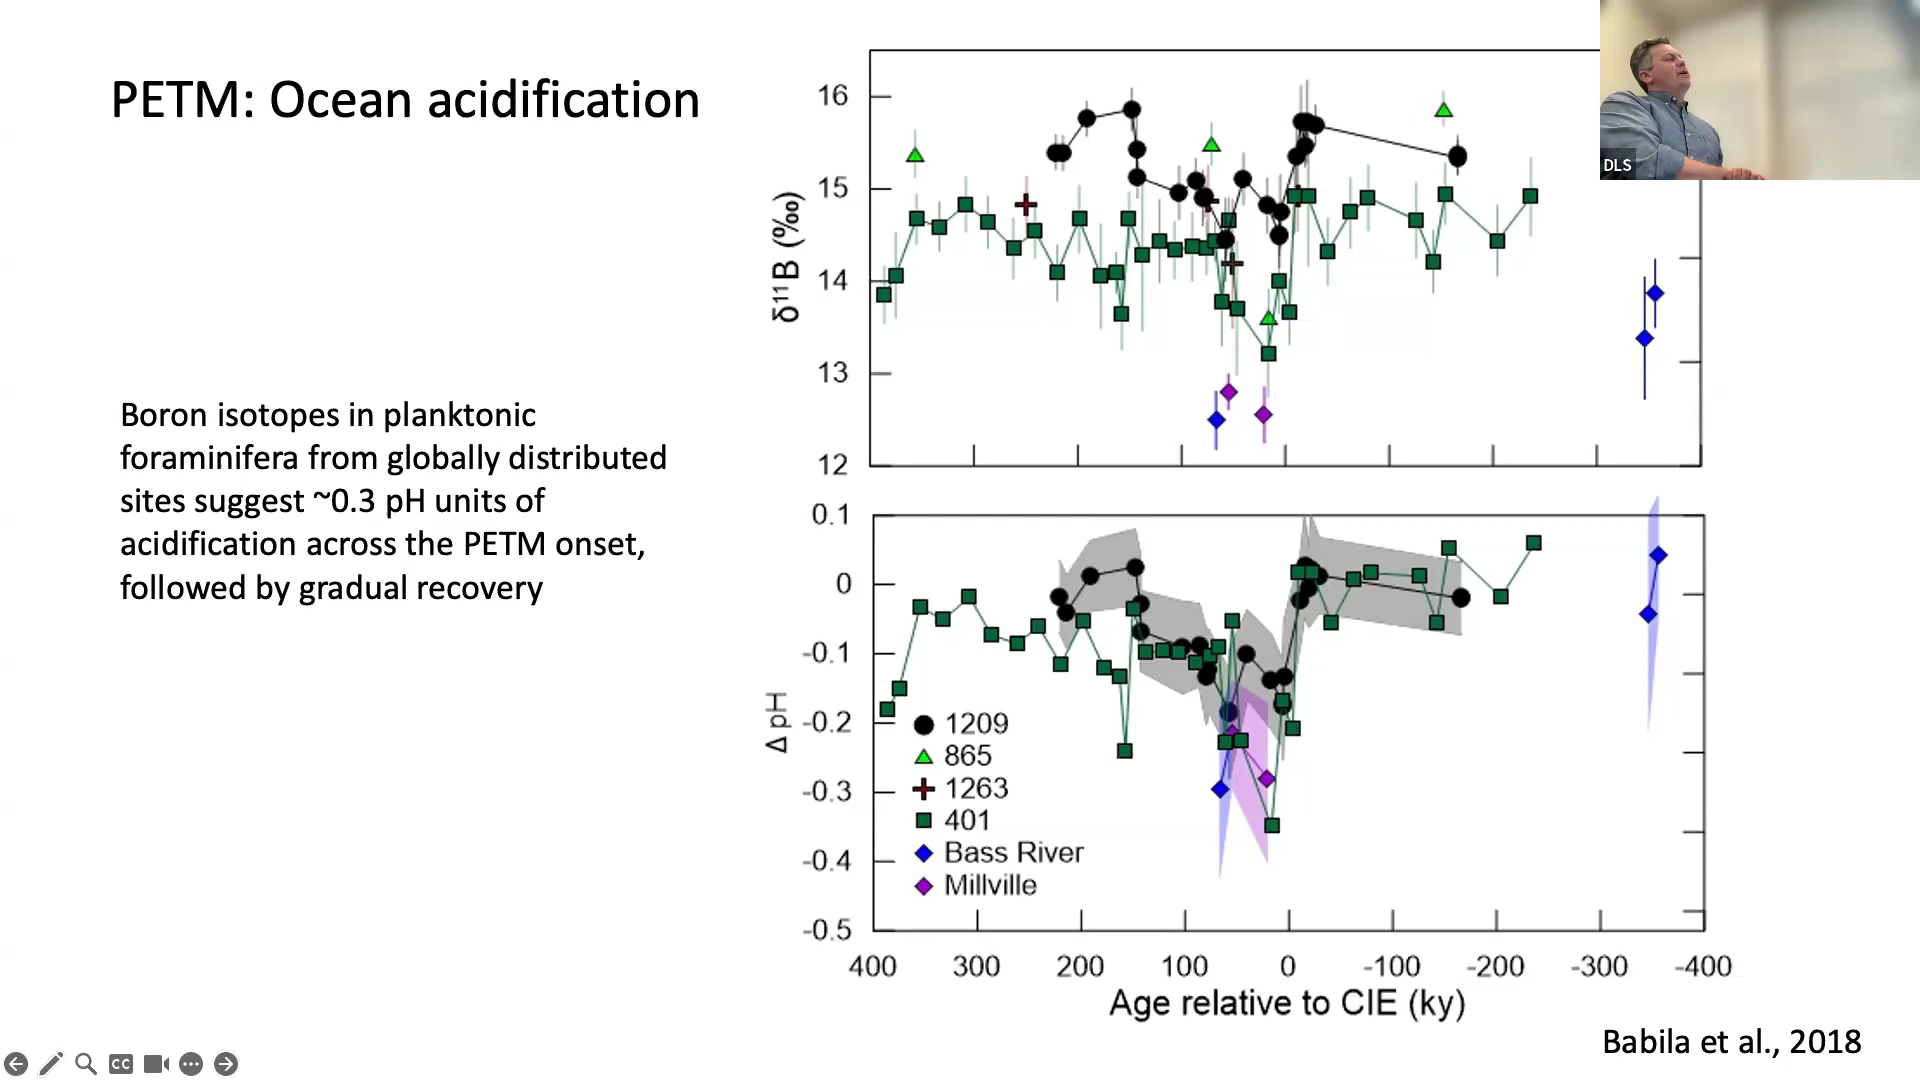 PETM: Ocean acidification
Boron isotopes in planktonic
foraminifera from globally distributed
sites suggest ~0.3 pH units of
acidification across the PETM onset,
followed by gradual recovery
16
15
14
13
12
δ¹¹B (‰)
0.1
0
-0.1
-0.2
-0.3
-0.4
-0.5
Δ pH
1209
865
1263
401
Bass River
Millville
400 300 200 100 0 -100 -200 -300 -400
Age relative to CIE (ky)
Babila et al., 2018
DLS
CC